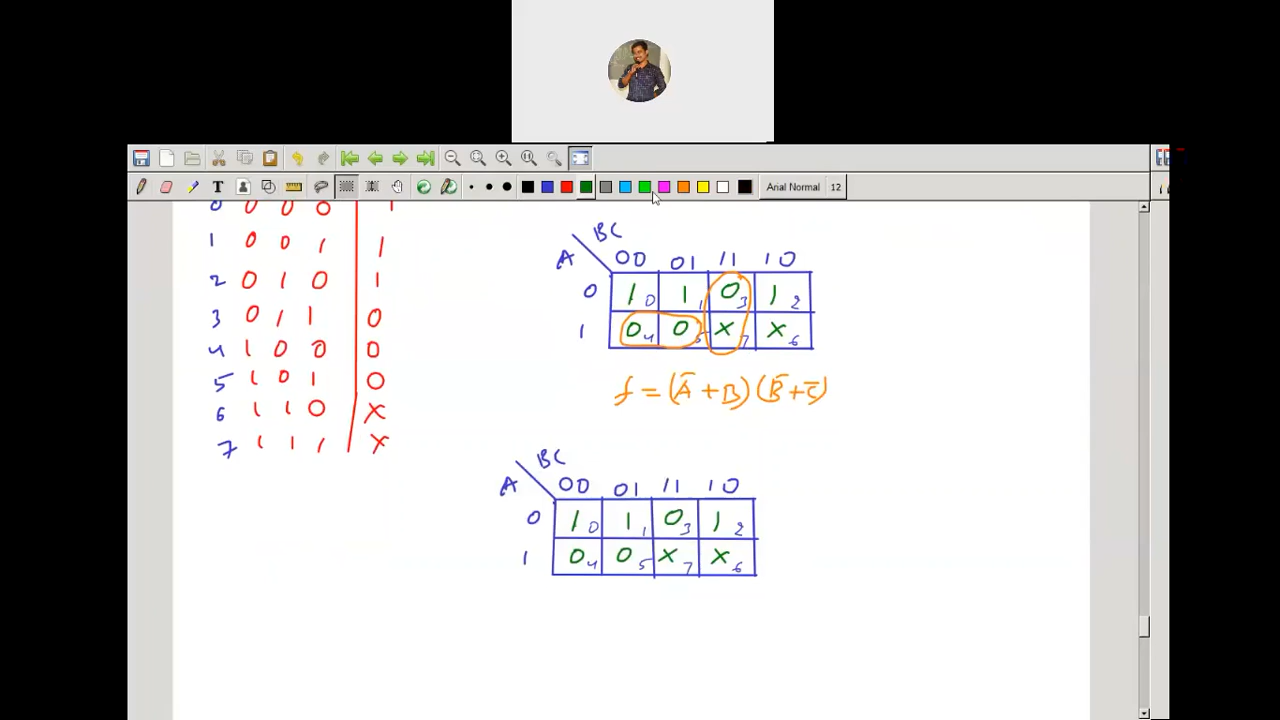 Arial Normal 12
0 0 0 0 1
1 0 0 1 1
2 0 1 0 1
3 0 1 1 0
4 1 0 0 0
5 1 0 1 0
6 1 1 0 X
7 1 1 1 X
BC
A 00 01 11 10
0 1 0 1 1 0 3 1 2
1 0 4 0 5 X 7 X 6
f = (Ā + B) (B̄ + C̄)
BC
A 00 01 11 10
0 1 0 1 1 0 3 1 2
1 0 4 0 5 X 7 X 6